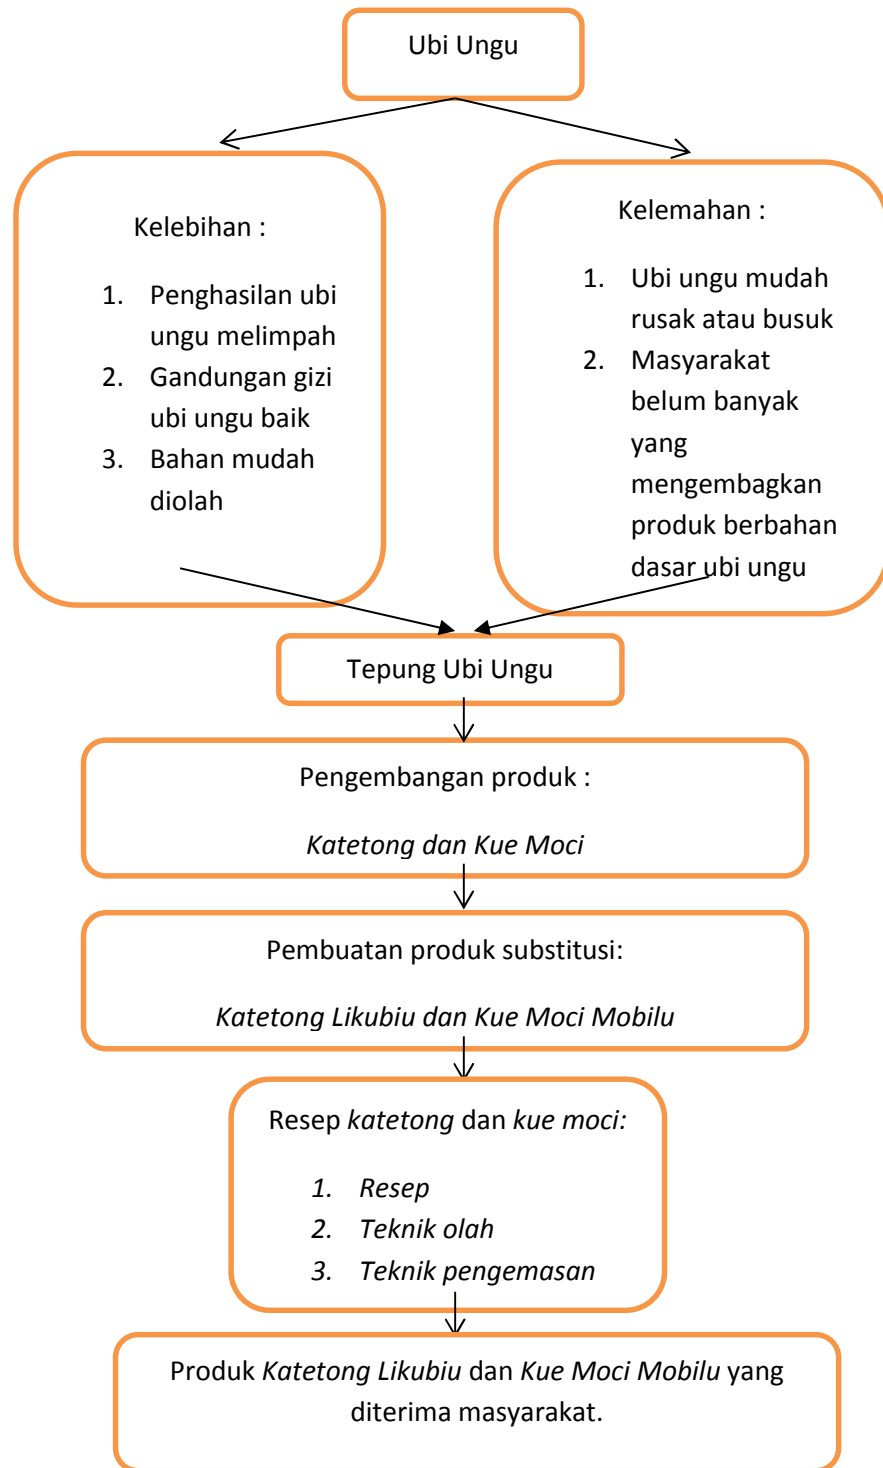 Ubi Ungu
Kelebihan :
1. Penghasilan ubi
ungu melimpah
2. Gandungan gizi
ubi ungu baik
3. Bahan mudah
diolah
Kelemahan :
1. Ubi ungu mudah
rusak atau busuk
2. Masyarakat
belum banyak
yang
mengembagkan
produk berbahan
dasar ubi ungu
Tepung Ubi Ungu
Pengembangan produk :
Katetong dan Kue Moci
Pembuatan produk substitusi:
Katetong Likubiu dan Kue Moci Mobilu
Resep katetong dan kue moci:
1. Resep
2. Teknik olah
3. Teknik pengemasan
Produk Katetong Likubiu dan Kue Moci Mobilu yang
diterima masyarakat.